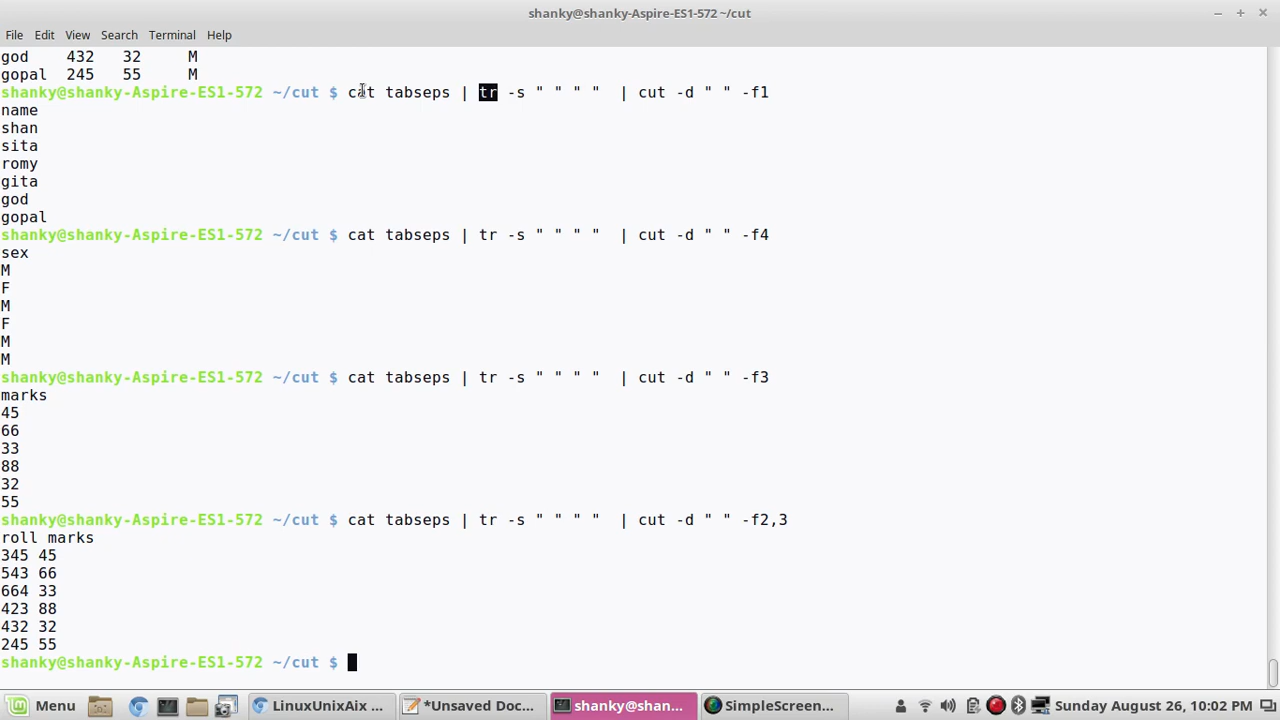 shanky@shanky-Aspire-ES1-572 ~/cut
File Edit View Search Terminal Help
god    432   32     M
gopal  245   55     M
shanky@shanky-Aspire-ES1-572 ~/cut $ cat tabseps | tr -s " " " "  | cut -d " " -f1
name
shan
sita
romy
gita
god
gopal
shanky@shanky-Aspire-ES1-572 ~/cut $ cat tabseps | tr -s " " " "  | cut -d " " -f4
sex
M
F
M
F
M
M
shanky@shanky-Aspire-ES1-572 ~/cut $ cat tabseps | tr -s " " " "  | cut -d " " -f3
marks
45
66
33
88
32
55
shanky@shanky-Aspire-ES1-572 ~/cut $ cat tabseps | tr -s " " " "  | cut -d " " -f2,3
roll marks
345 45
543 66
664 33
423 88
432 32
245 55
shanky@shanky-Aspire-ES1-572 ~/cut $
Menu LinuxUnixAix ... *Unsaved Doc... shanky@shan... SimpleScreen... Sunday August 26, 10:02 PM